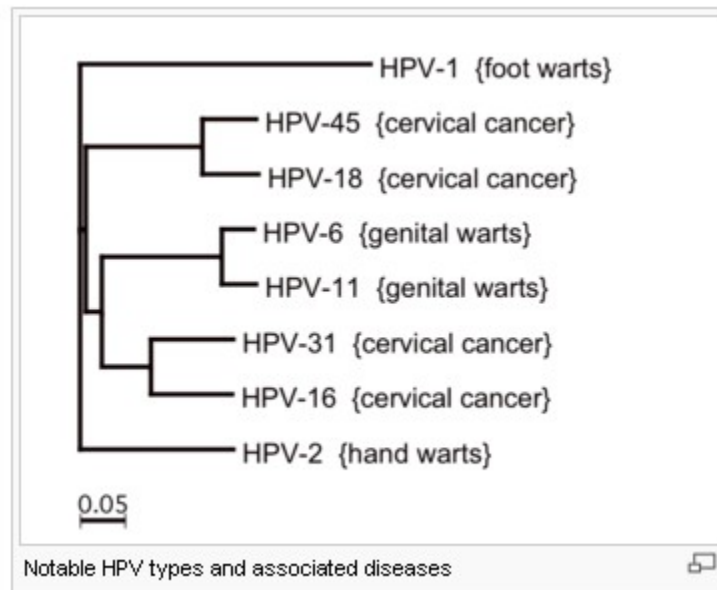 HPV-1 {foot warts}
HPV-45 {cervical cancer}
HPV-18 {cervical cancer}
HPV-6 {genital warts}
HPV-11 {genital warts}
HPV-31 {cervical cancer}
HPV-16 {cervical cancer}
HPV-2 {hand warts}
0.05
Notable HPV types and associated diseases